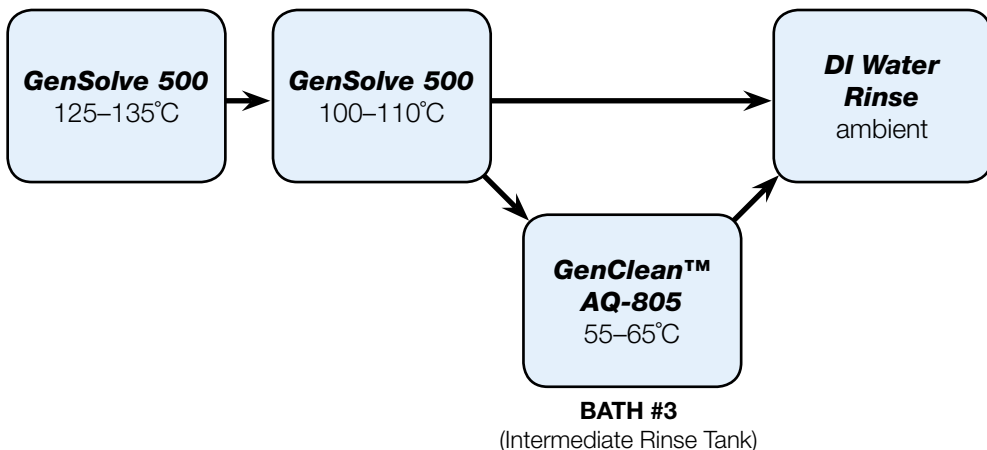 GenSolve 500
125–135˚C
GenSolve 500
100–110˚C
DI Water
Rinse
ambient
GenClean™
AQ-805
55–65˚C
BATH #3
(Intermediate Rinse Tank)